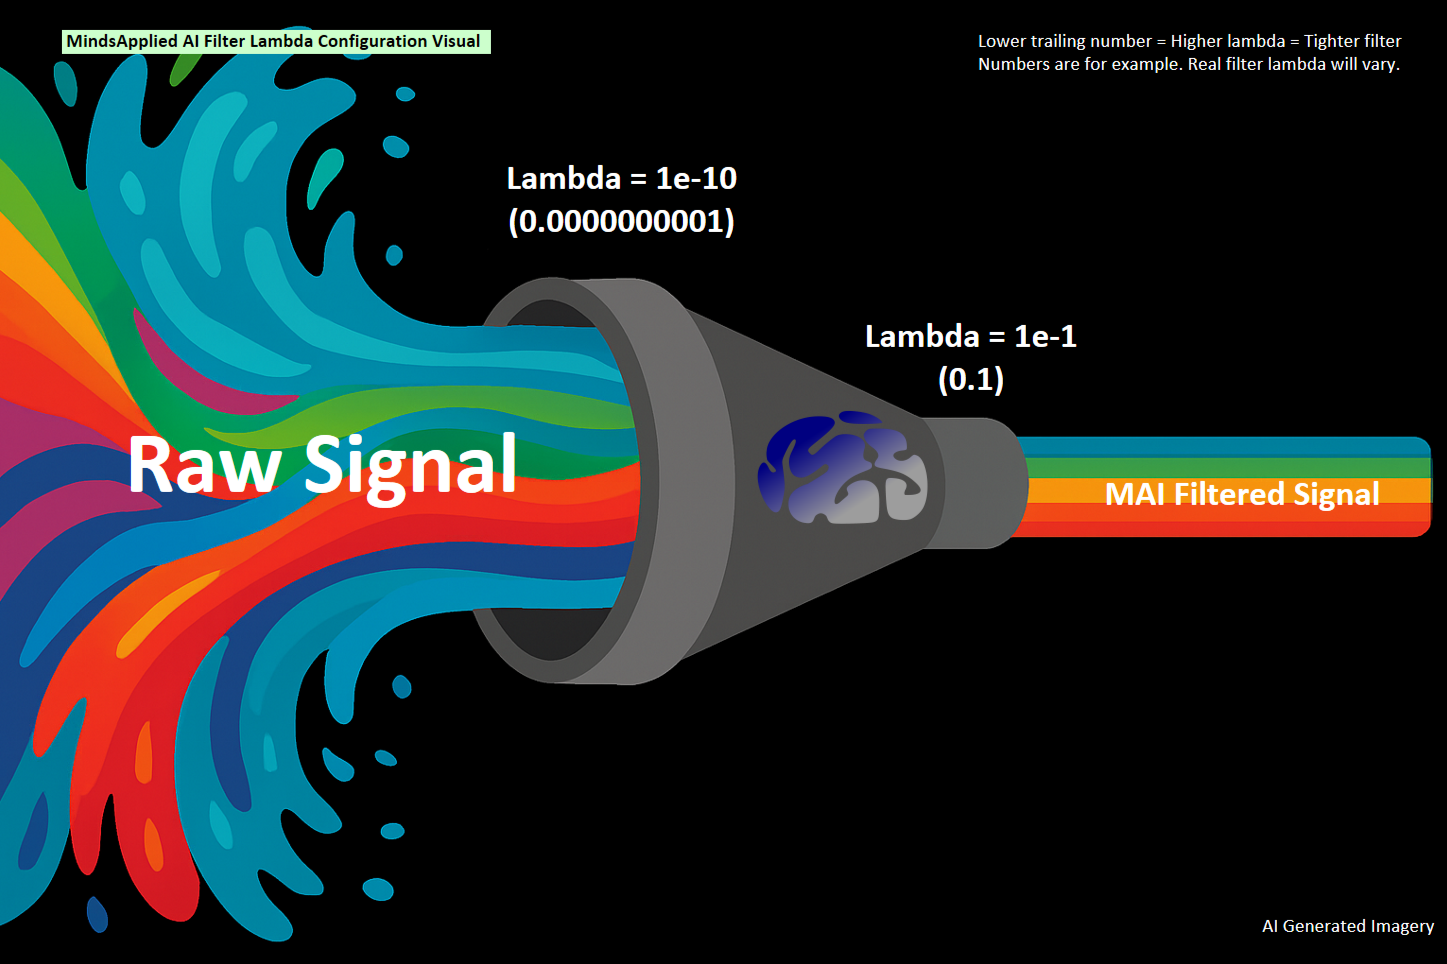 MindsApplied AI Filter Lambda Configuration Visual
Lower trailing number = Higher lambda = Tighter filter
Numbers are for example. Real filter lambda will vary.
Lambda = 1e-10
(0.0000000001)
Lambda = 1e-1
(0.1)
Raw Signal
MAI Filtered Signal
AI Generated Imagery